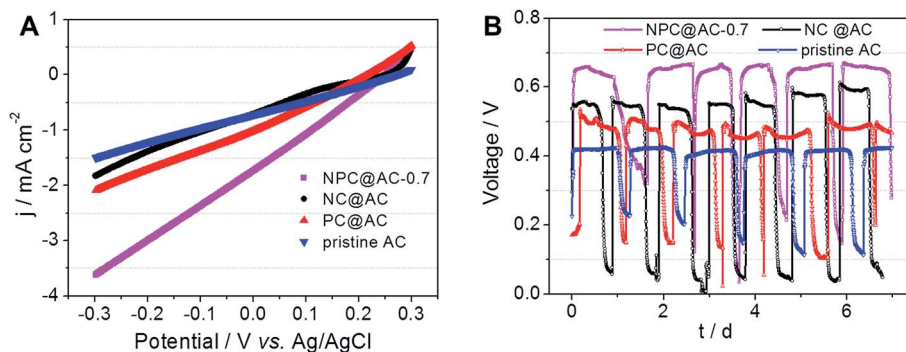 A
1
0
-1
-2
-3
-4
j / mA cm⁻²
NPC@AC-0.7
NC@AC
PC@AC
pristine AC
-0.3 -0.2 -0.1 0.0 0.1 0.2 0.3
Potential / V vs. Ag/AgCl
B
NPC@AC-0.7 NC @AC
PC@AC pristine AC
0.8
0.6
0.4
0.2
0.0
Voltage / V
0 2 4 6
t / d